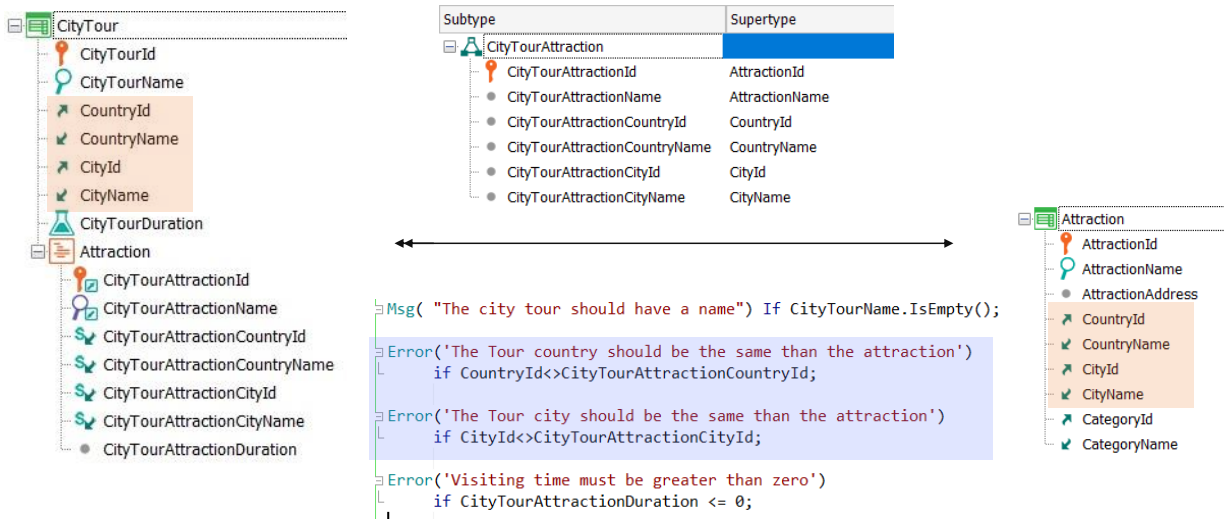 CityTour
CityTourId
CityTourName
CountryId
CountryName
CityId
CityName
CityTourDuration
Attraction
CityTourAttractionId
CityTourAttractionName
CityTourAttractionCountryId
CityTourAttractionCountryName
CityTourAttractionCityId
CityTourAttractionCityName
CityTourAttractionDuration
Subtype Supertype
CityTourAttraction
CityTourAttractionId AttractionId
CityTourAttractionName AttractionName
CityTourAttractionCountryId CountryId
CityTourAttractionCountryName CountryName
CityTourAttractionCityId CityId
CityTourAttractionCityName CityName
Msg( "The city tour should have a name") If CityTourName.IsEmpty();
Error('The Tour country should be the same than the attraction')
if CountryId<>CityTourAttractionCountryId;
Error('The Tour city should be the same than the attraction')
if CityId<>CityTourAttractionCityId;
Error('Visiting time must be greater than zero')
if CityTourAttractionDuration <= 0;
Attraction
AttractionId
AttractionName
AttractionAddress
CountryId
CountryName
CityId
CityName
CategoryId
CategoryName